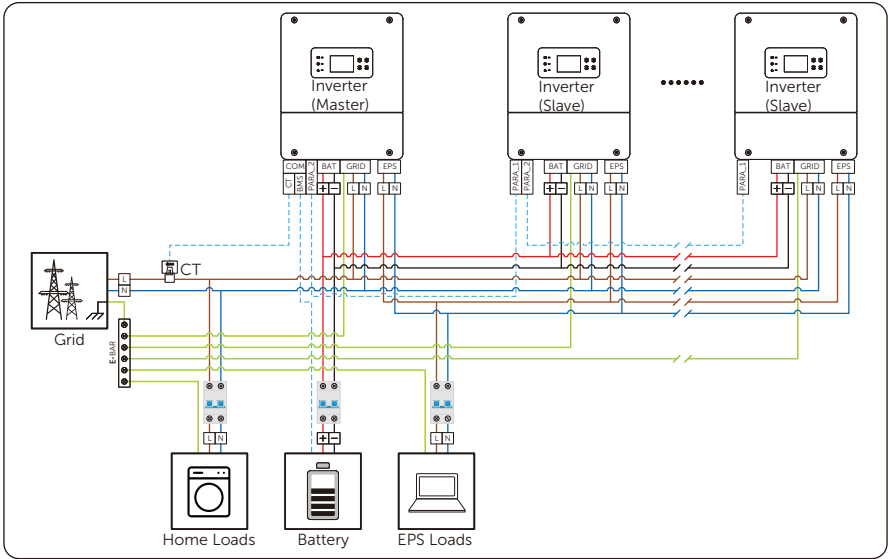 Inverter
(Master)
Inverter
(Slave)
Inverter
(Slave)
COM
BAT
GRID
EPS
CT
BMS
PARA_2
+
−
L
N
L
N
BAT
GRID
EPS
PARA_1
PARA_2
+
−
L
N
L
N
BAT
GRID
EPS
PARA_1
+
−
L
N
L
N
CT
L
N
Grid
E-BAR
L
N
+
−
L
N
Home Loads
Battery
EPS Loads